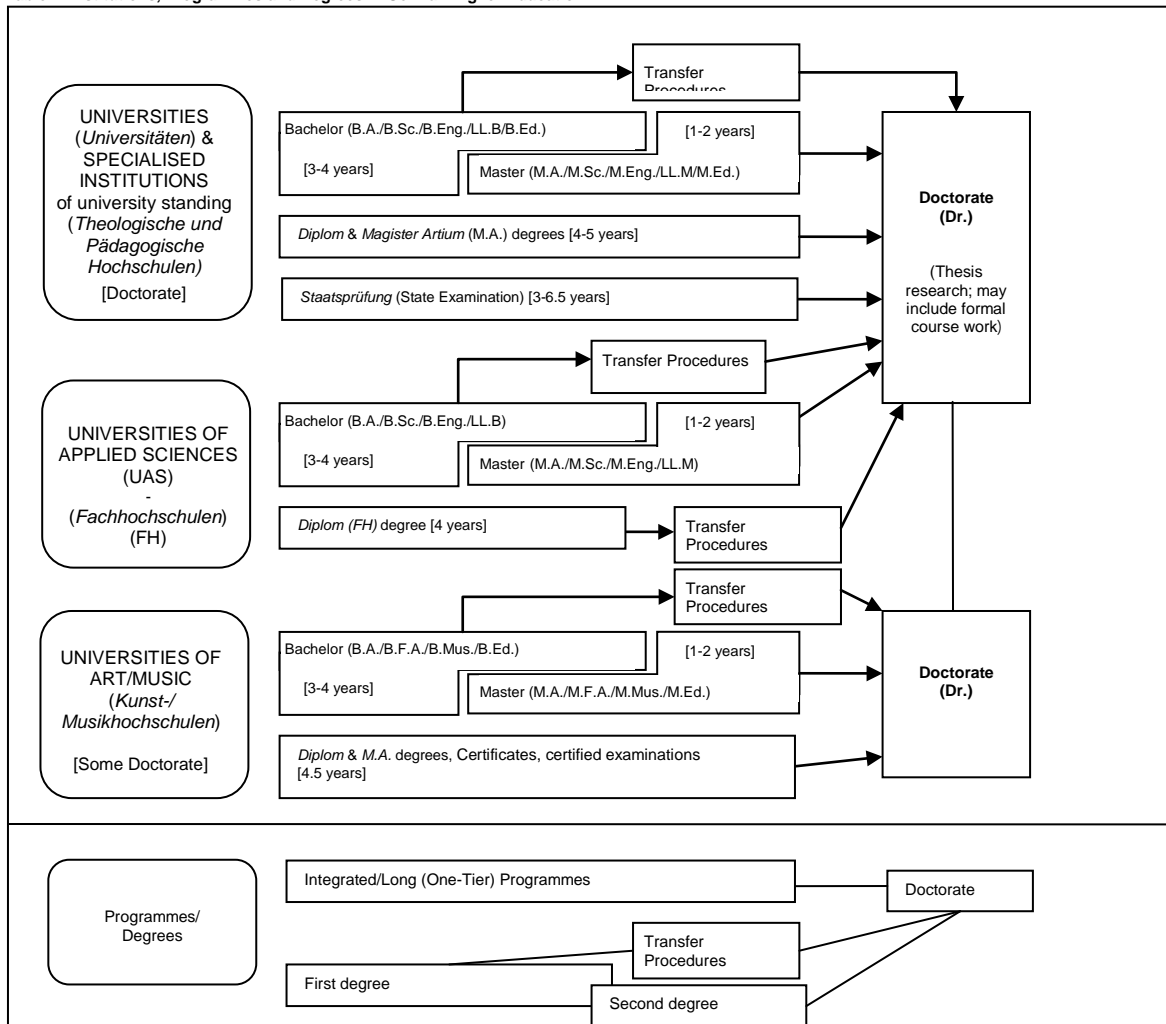 Transfer
Procedures
UNIVERSITIES
(Universitäten) &
SPECIALISED
INSTITUTIONS
of university standing
(Theologische und
Pädagogische
Hochschulen)
[Doctorate]
Bachelor (B.A./B.Sc./B.Eng./LL.B/B.Ed.)
[3-4 years]
[1-2 years]
Master (M.A./M.Sc./M.Eng./LL.M/M.Ed.)
Diplom & Magister Artium (M.A.) degrees [4-5 years]
Staatsprüfung (State Examination) [3-6.5 years]
Doctorate
(Dr.)
(Thesis
research; may
include formal
course work)
UNIVERSITIES OF
APPLIED SCIENCES
(UAS)
-
(Fachhochschulen)
(FH)
Transfer Procedures
Bachelor (B.A./B.Sc./B.Eng./LL.B)
[3-4 years]
[1-2 years]
Master (M.A./M.Sc./M.Eng./LL.M)
Diplom (FH) degree [4 years]
Transfer
Procedures
UNIVERSITIES OF
ART/MUSIC
(Kunst-/
Musikhochschulen)
[Some Doctorate]
Transfer
Procedures
Bachelor (B.A./B.F.A./B.Mus./B.Ed.)
[3-4 years]
[1-2 years]
Master (M.A./M.F.A./M.Mus./M.Ed.)
Diplom & M.A. degrees, Certificates, certified examinations
[4.5 years]
Doctorate
(Dr.)
Programmes/
Degrees
Integrated/Long (One-Tier) Programmes
Doctorate
Transfer
Procedures
First degree
Second degree